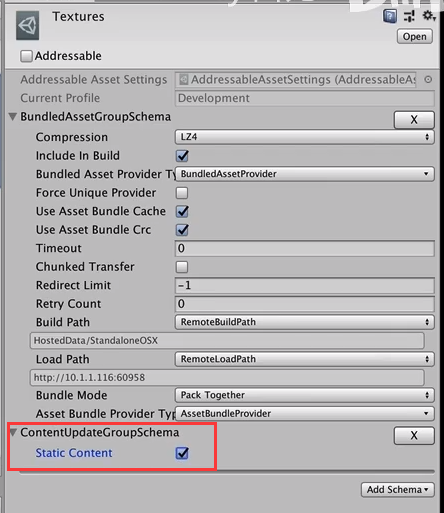 Textures
Open
Addressable
Addressable Asset Settings AddressableAssetSettings (AddressableAs
Current Profile Development
BundledAssetGroupSchema X
Compression LZ4
Include In Build
Bundled Asset Provider Ty BundledAssetProvider
Force Unique Provider
Use Asset Bundle Cache
Use Asset Bundle Crc
Timeout 0
Chunked Transfer
Redirect Limit -1
Retry Count 0
Build Path RemoteBuildPath
HostedData/StandaloneOSX
Load Path RemoteLoadPath
http://10.1.1.116:60958
Bundle Mode Pack Together
Asset Bundle Provider Typ AssetBundleProvider
ContentUpdateGroupSchema X
Static Content
Add Schema